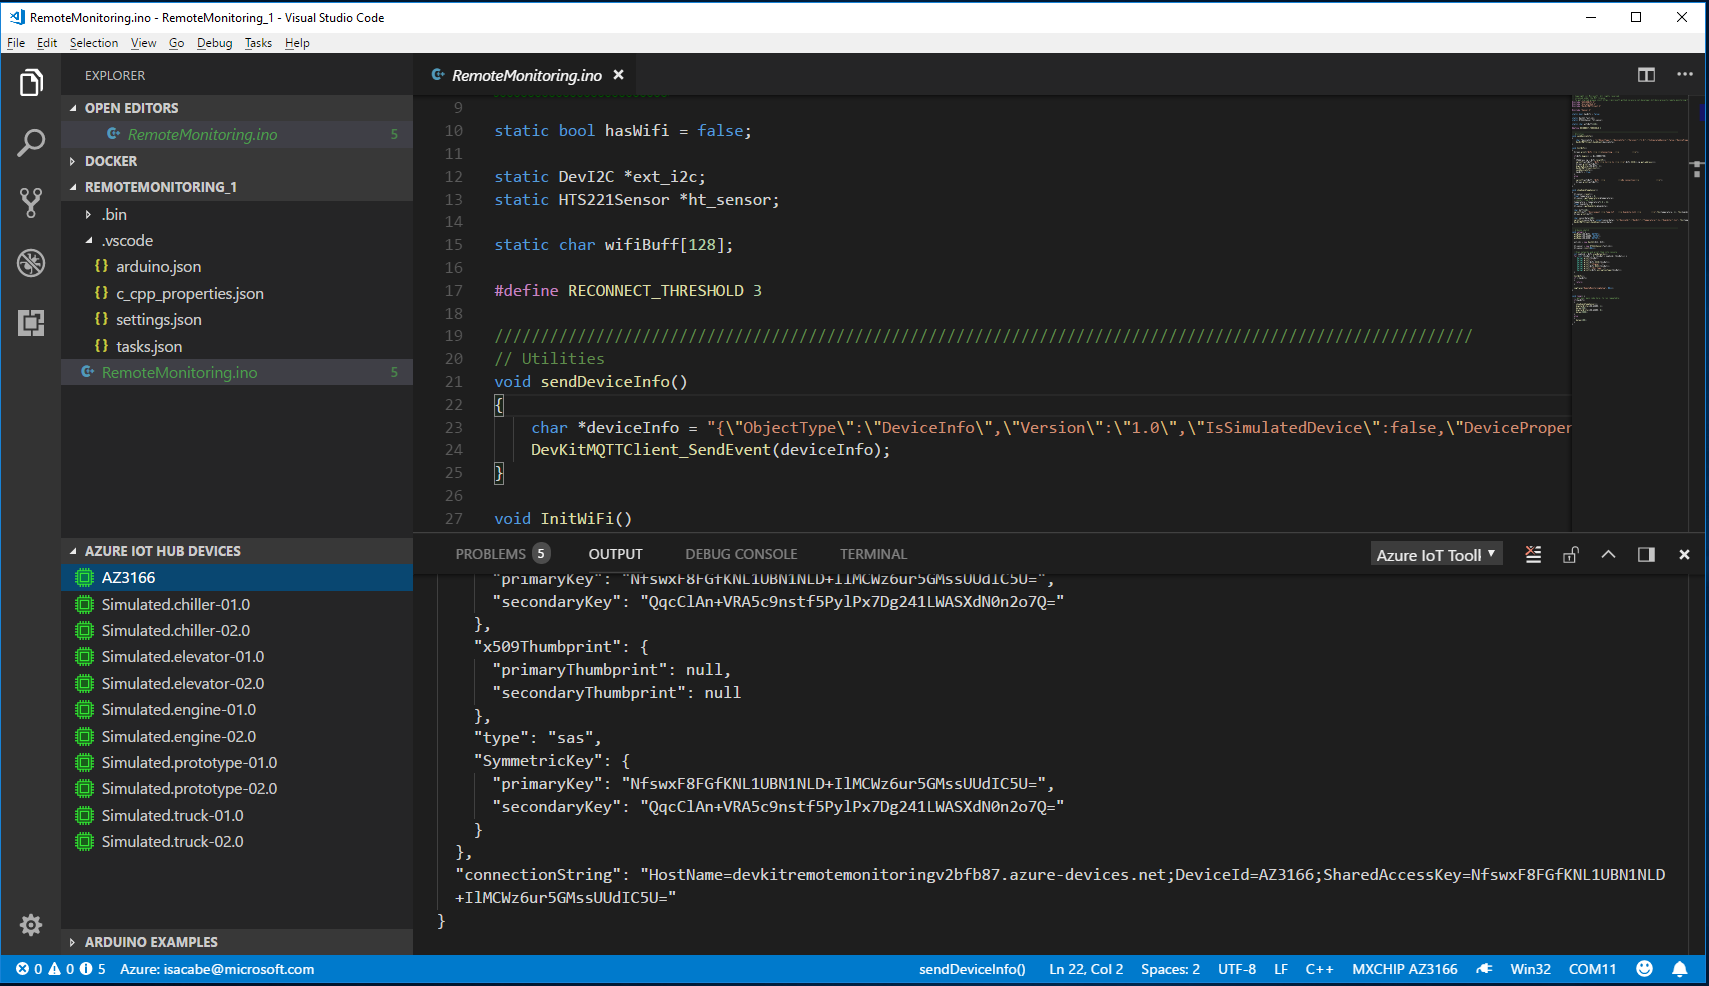 RemoteMonitoring.ino - RemoteMonitoring_1 - Visual Studio Code
File Edit Selection View Go Debug Tasks Help
EXPLORER
OPEN EDITORS
RemoteMonitoring.ino 5
DOCKER
REMOTEMONITORING_1
.bin
.vscode
{} arduino.json
{} c_cpp_properties.json
{} settings.json
{} tasks.json
RemoteMonitoring.ino 5
AZURE IOT HUB DEVICES
AZ3166
Simulated.chiller-01.0
Simulated.chiller-02.0
Simulated.elevator-01.0
Simulated.elevator-02.0
Simulated.engine-01.0
Simulated.engine-02.0
Simulated.prototype-01.0
Simulated.prototype-02.0
Simulated.truck-01.0
Simulated.truck-02.0
ARDUINO EXAMPLES
RemoteMonitoring.ino
9
10 static bool hasWifi = false;
11
12 static DevI2C *ext_i2c;
13 static HTS221Sensor *ht_sensor;
14
15 static char wifiBuff[128];
16
17 #define RECONNECT_THRESHOLD 3
18
19 //////////////////////////////////////////////////////////////////////////////////////////////////////////
20 // Utilities
21 void sendDeviceInfo()
22 {
23 char *deviceInfo = "{\"ObjectType\":\"DeviceInfo\",\"Version\":\"1.0\",\"IsSimulatedDevice\":false,\"DeviceProper
24 DevKitMQTTClient_SendEvent(deviceInfo);
25 }
26
27 void InitWiFi()
PROBLEMS 5 OUTPUT DEBUG CONSOLE TERMINAL Azure IoT Tooll
"primaryKey": "NfswxF8FGfKNL1UBN1NLD+IlMCWz6ur5GMssUUdIC5U=",
"secondaryKey": "QqcClAn+VRA5c9nstf5PylPx7Dg241LWASXdN0n2o7Q="
},
"x509Thumbprint": {
"primaryThumbprint": null,
"secondaryThumbprint": null
},
"type": "sas",
"SymmetricKey": {
"primaryKey": "NfswxF8FGfKNL1UBN1NLD+IlMCWz6ur5GMssUUdIC5U=",
"secondaryKey": "QqcClAn+VRA5c9nstf5PylPx7Dg241LWASXdN0n2o7Q="
}
},
"connectionString": "HostName=devkitremotemonitoringv2bfb87.azure-devices.net;DeviceId=AZ3166;SharedAccessKey=NfswxF8FGfKNL1UBN1NLD
+IlMCWz6ur5GMssUUdIC5U="
}
0 0 5 Azure: isacabe@microsoft.com sendDeviceInfo() Ln 22, Col 2 Spaces: 2 UTF-8 LF C++ MXCHIP AZ3166 Win32 COM11